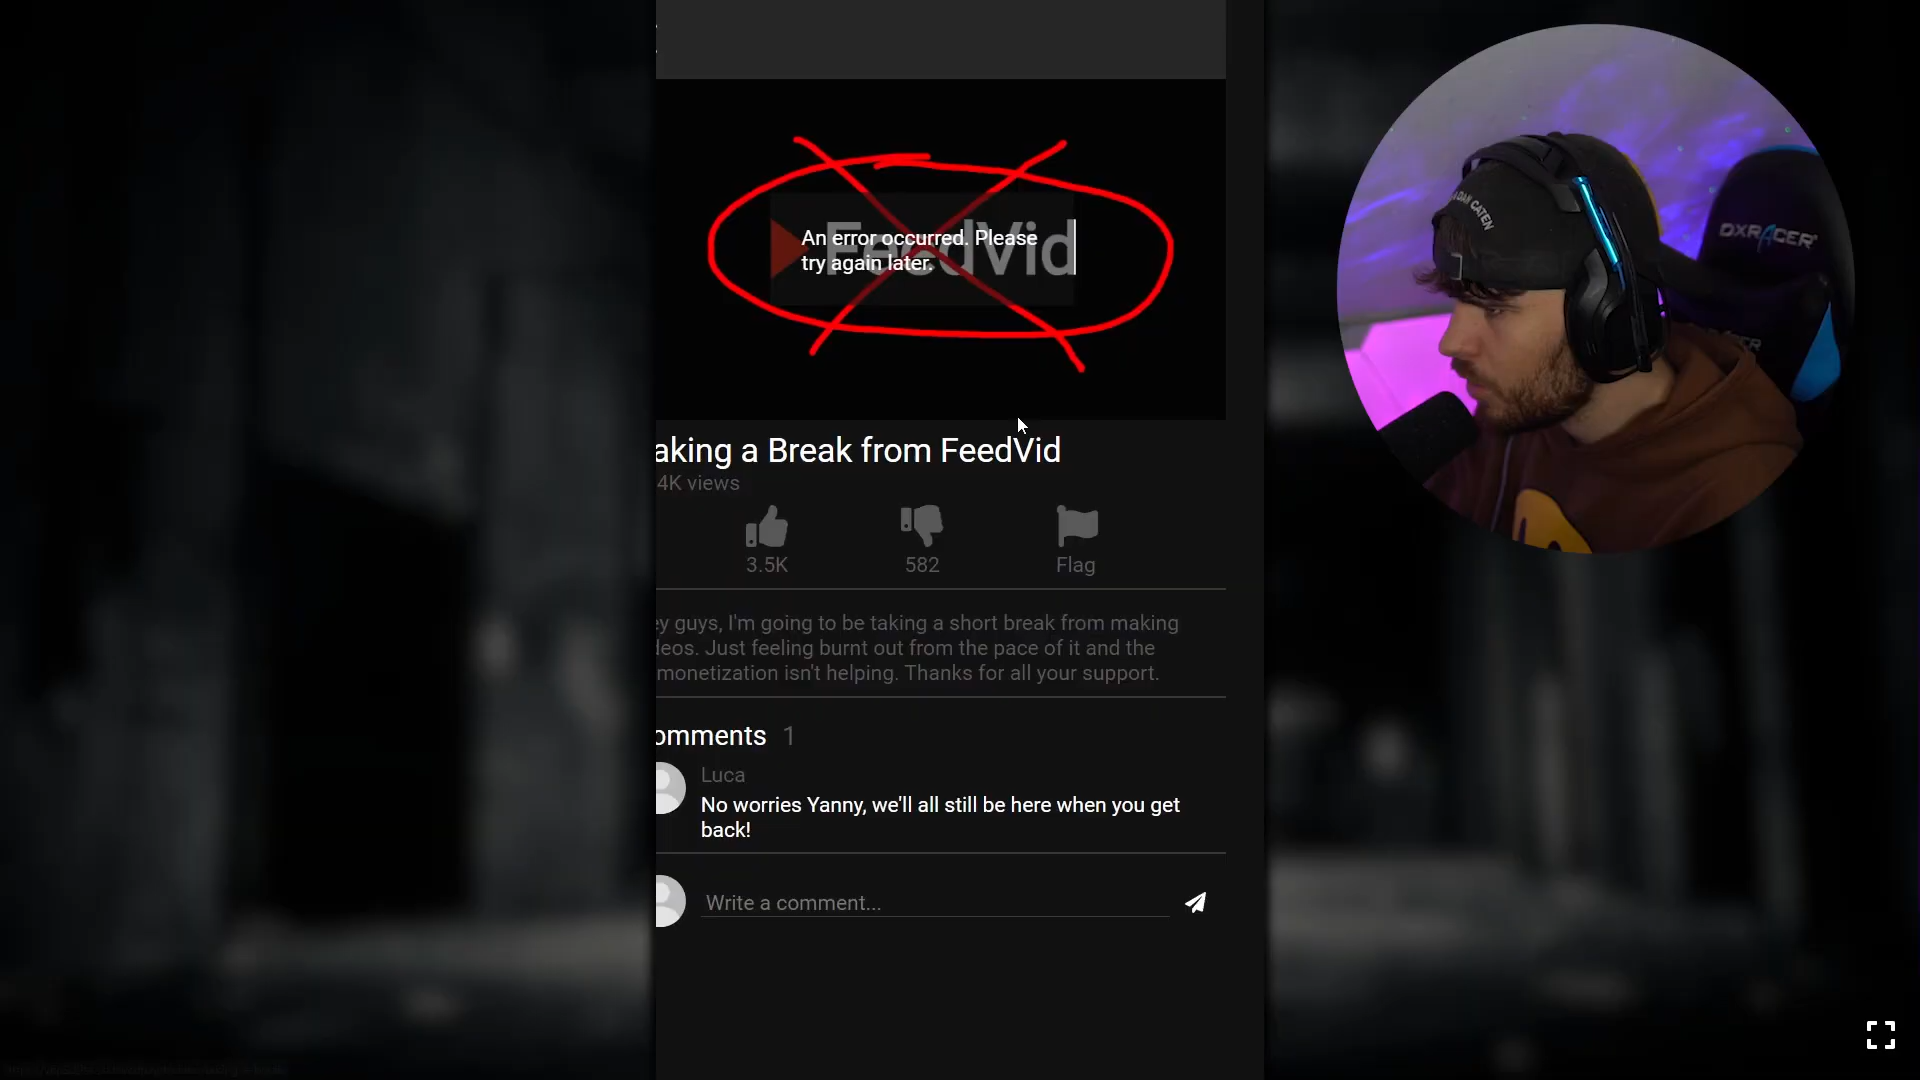 FeedVid
An error occurred. Please
try again later.
aking a Break from FeedVid
4K views
3.5K
582
Flag
ey guys, I'm going to be taking a short break from making
deos. Just feeling burnt out from the pace of it and the
monetization isn't helping. Thanks for all your support.
omments 1
Luca
No worries Yanny, we'll all still be here when you get
back!
Write a comment...
DXRACER